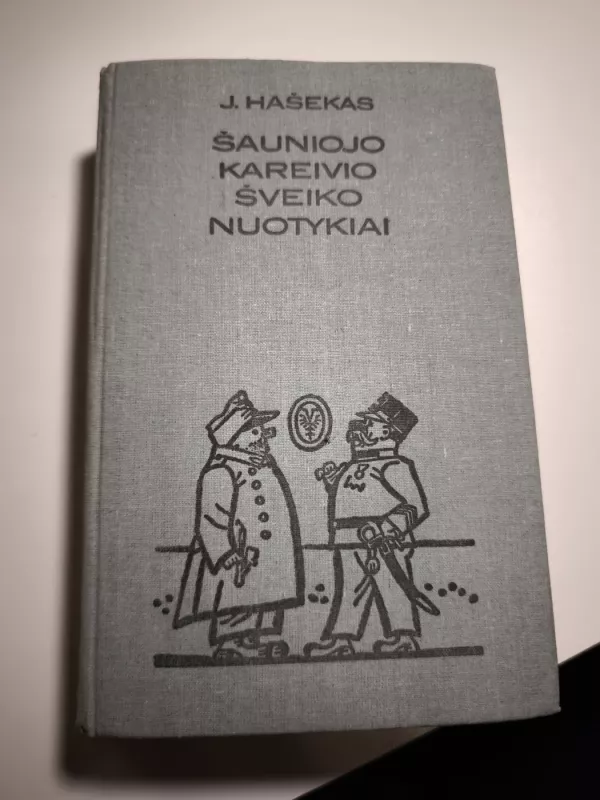 J. HAŠEKAS
ŠAUNIOJO
KAREIVIO
ŠVEIKO
NUOTYKIAI